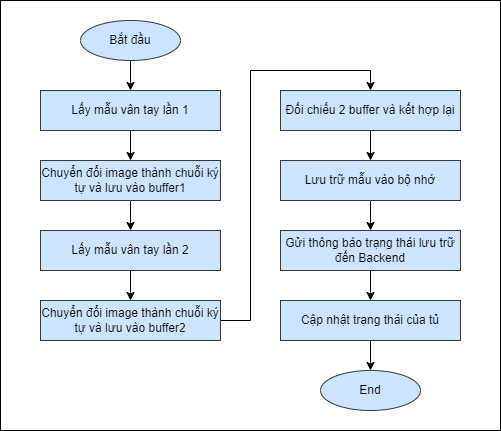 Bắt đầu
Lấy mẫu vân tay lần 1
Chuyển đổi image thành chuỗi ký
tự và lưu vào buffer1
Lấy mẫu vân tay lần 2
Chuyển đổi image thành chuỗi ký
tự và lưu vào buffer2
Đối chiếu 2 buffer và kết hợp lại
Lưu trữ mẫu vào bộ nhớ
Gửi thông báo trạng thái lưu trữ
đến Backend
Cập nhật trạng thái của tủ
End